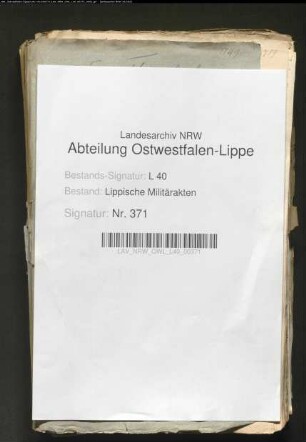 Landesarchiv NRW
Abteilung Ostwestfalen-Lippe
Bestands-Signatur: L 40
Bestand: Lippische Militärakten
Signatur: Nr. 371